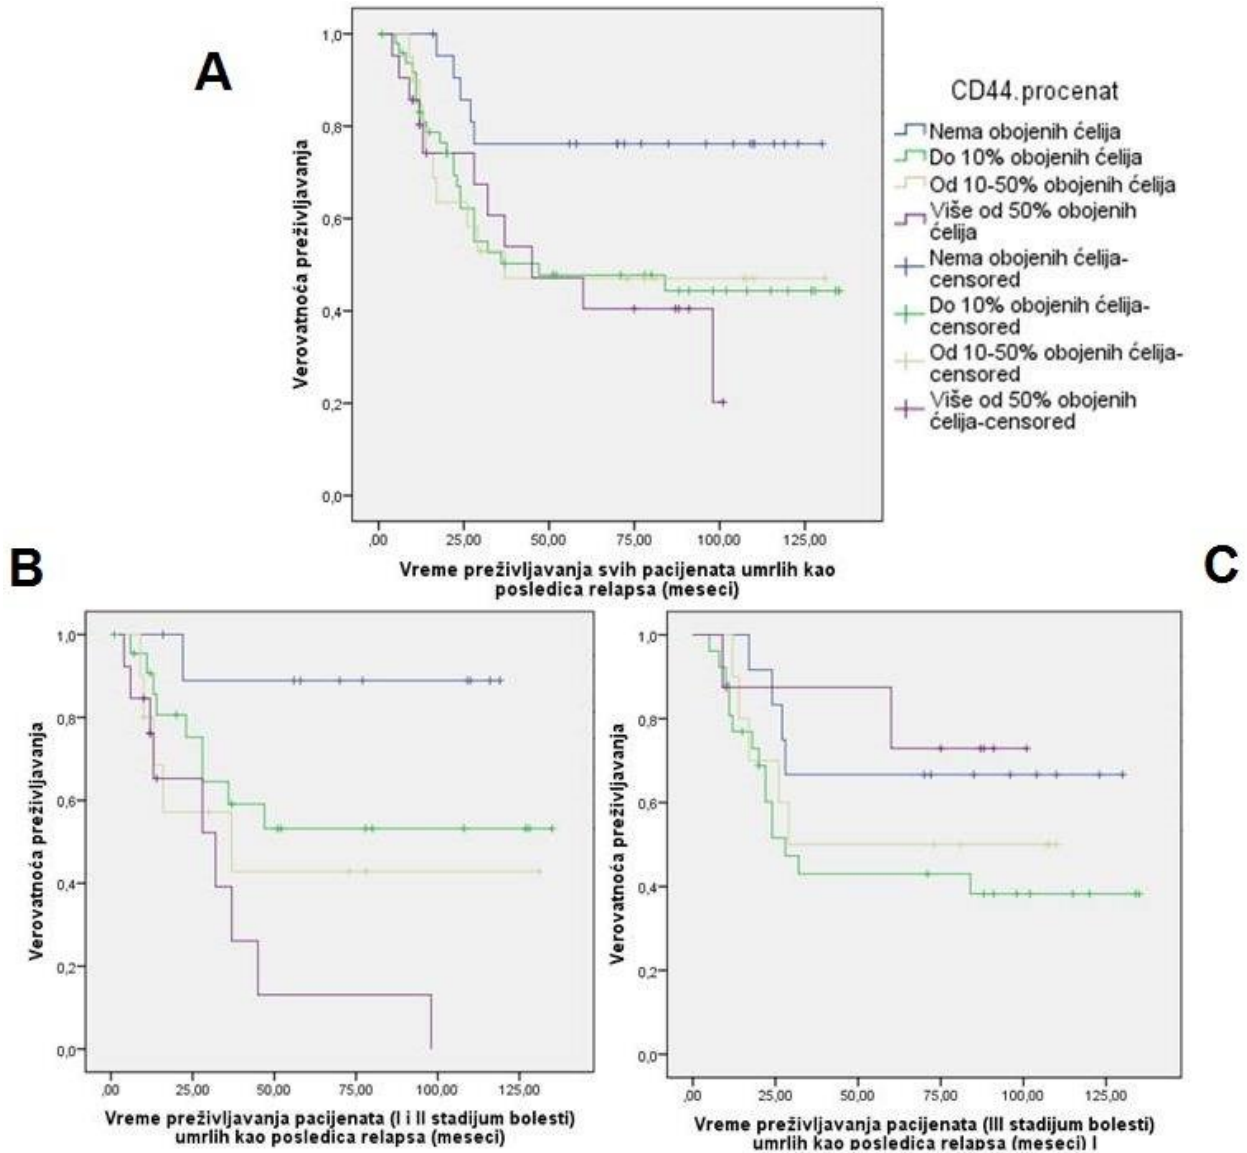 A
1,0
0,8
0,6
0,4
0,2
0,0
Verovatnoća preživljavanja
,00 25,00 50,00 75,00 100,00 125,00
Vreme preživljavanja svih pacijenata umrlih kao
posledica relapsa (meseci)
CD44.procenat
Nema obojenih ćelija
Do 10% obojenih ćelija
Od 10-50% obojenih ćelija
Više od 50% obojenih
ćelija
Nema obojenih ćelija-
censored
Do 10% obojenih ćelija-
censored
Od 10-50% obojenih ćelija-
censored
Više od 50% obojenih
ćelija-censored
B
1,0
0,8
0,6
0,4
0,2
0,0
Verovatnoća preživljavanja
,00 25,00 50,00 75,00 100,00 125,00
Vreme preživljavanja pacijenata (I i II stadijum bolesti)
umrlih kao posledica relapsa (meseci)
C
1,0
0,8
0,6
0,4
0,2
0,0
Verovatnoća preživljavanja
,00 25,00 50,00 75,00 100,00 125,00
Vreme preživljavanja pacijenata (III stadijum bolesti)
umrlih kao posledica relapsa (meseci) I